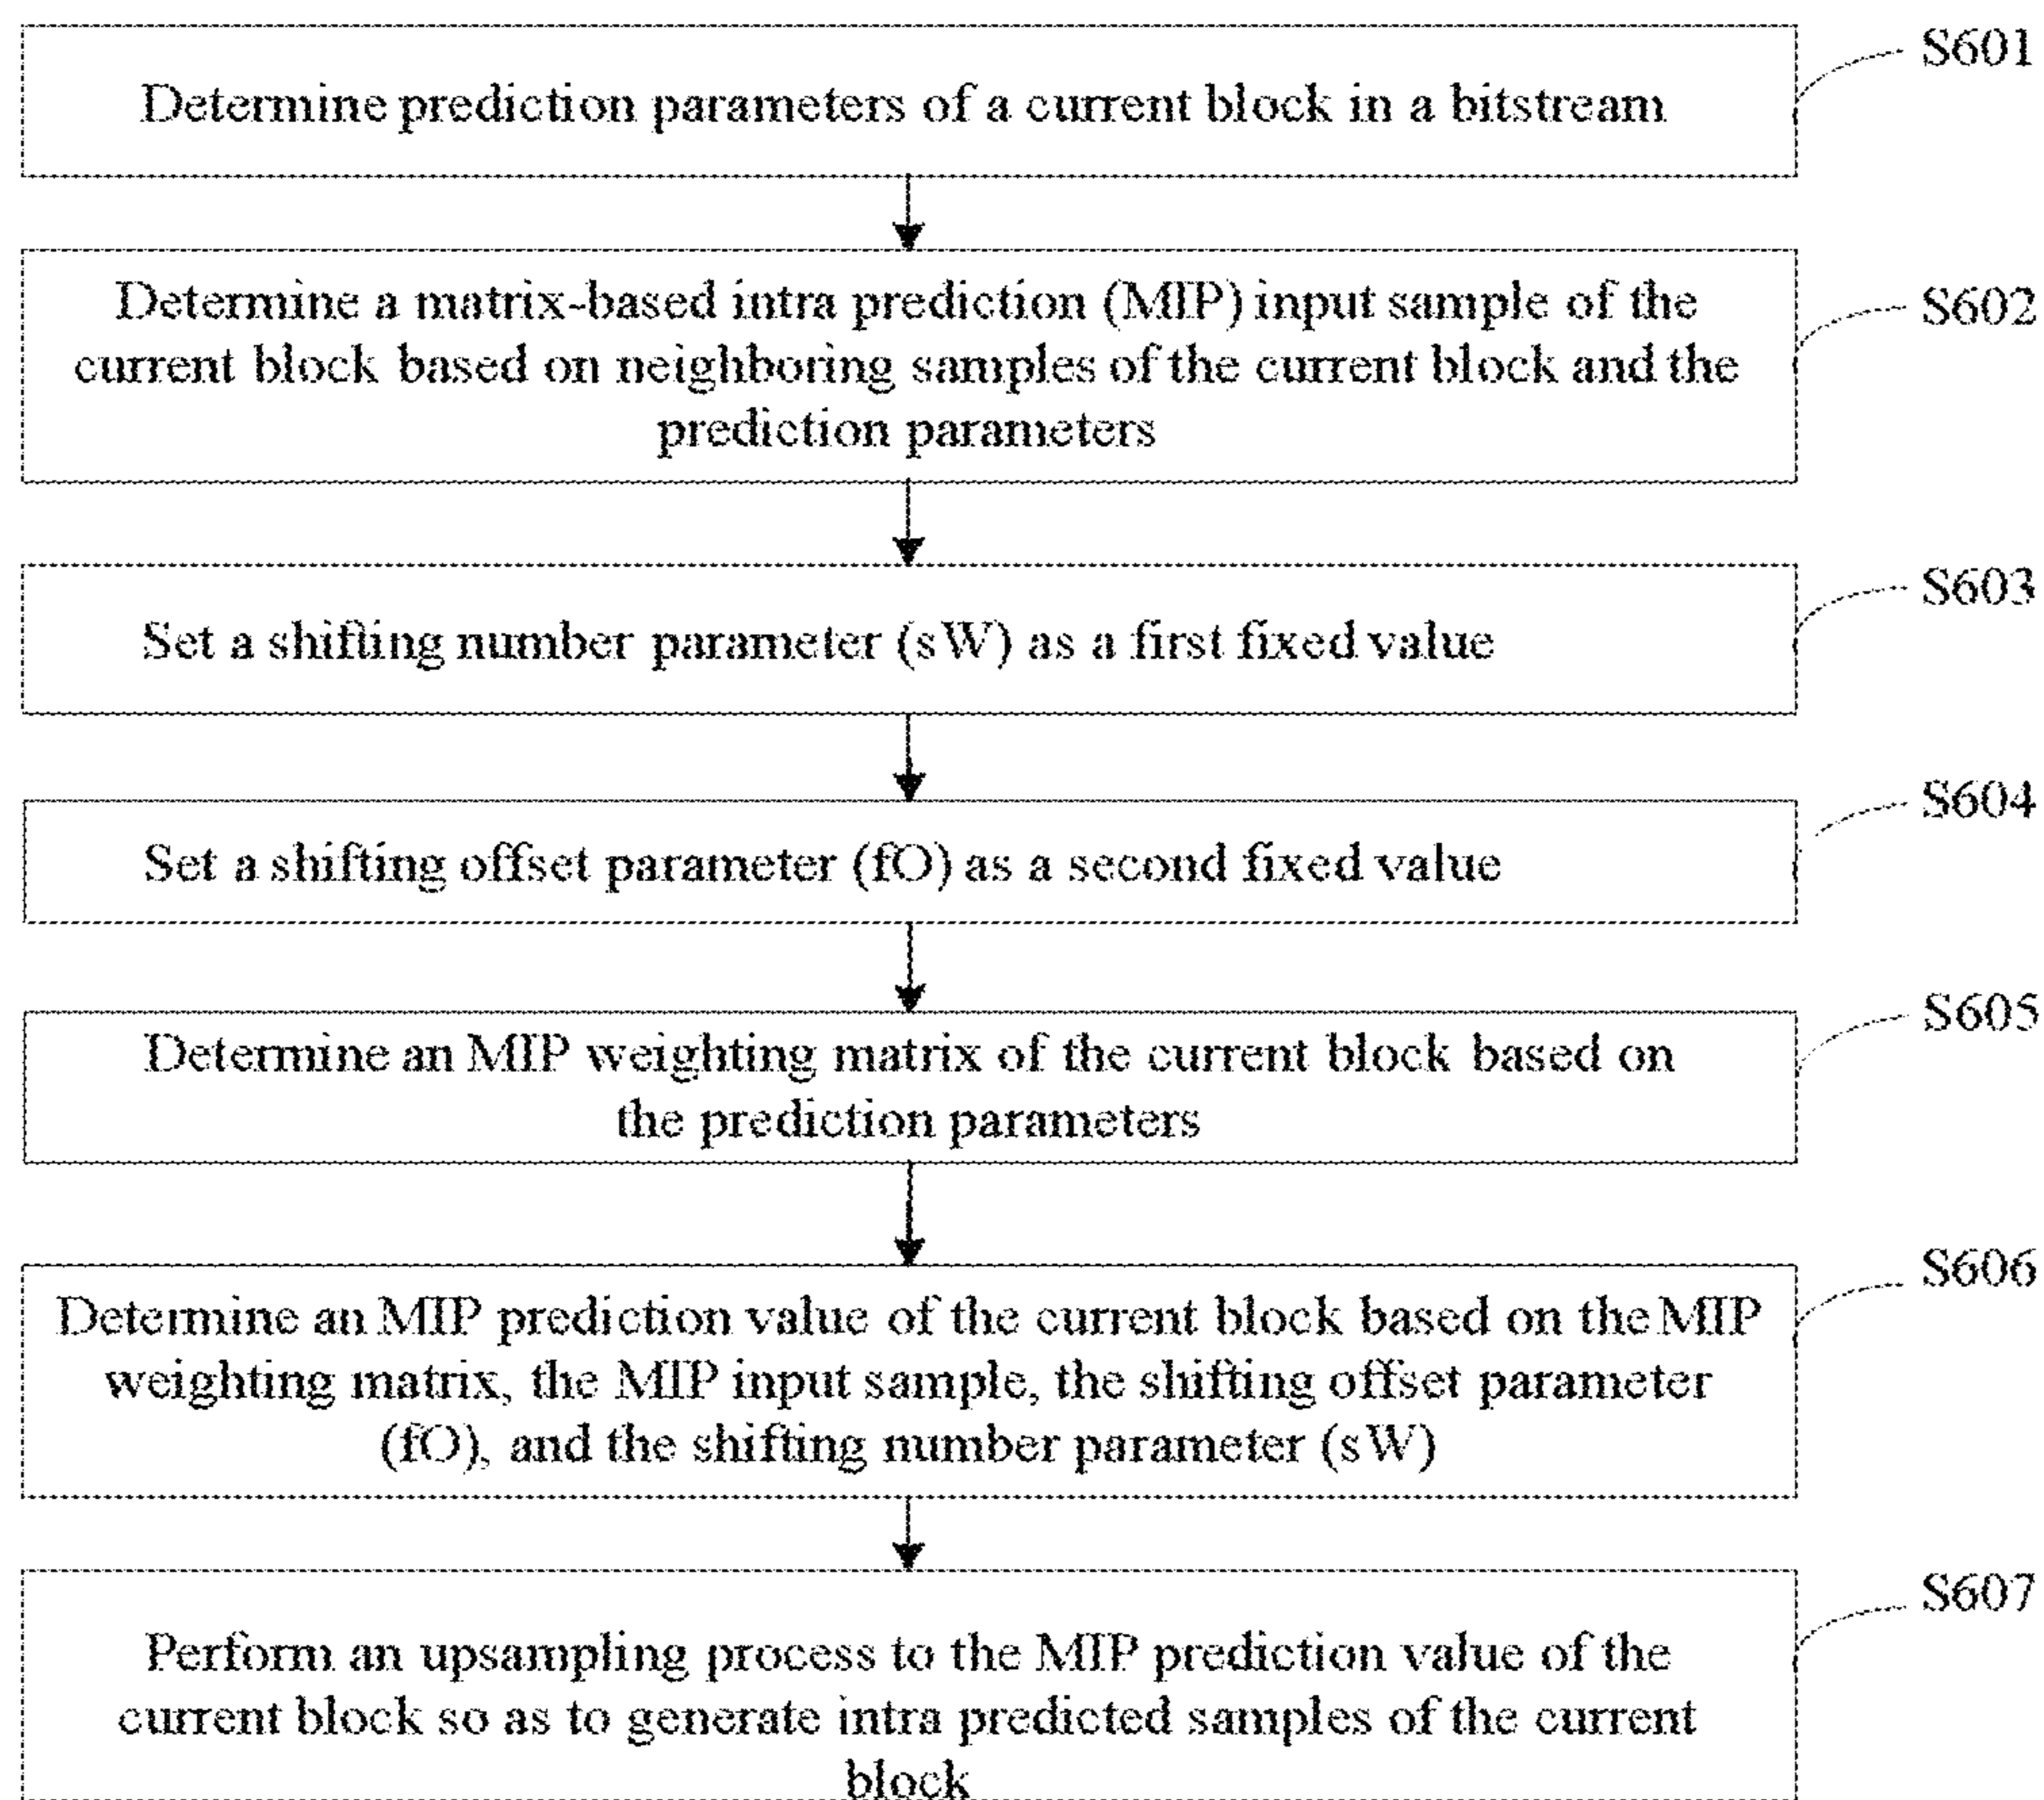 S601
Determine prediction parameters of a current block in a bitstream
S602
Determine a matrix-based intra prediction (MIP) input sample of the
current block based on neighboring samples of the current block and the
prediction parameters
S603
Set a shifting number parameter (sW) as a first fixed value
S604
Set a shifting offset parameter (fO) as a second fixed value
S605
Determine an MIP weighting matrix of the current block based on
the prediction parameters
S606
Determine an MIP prediction value of the current block based on the MIP
weighting matrix, the MIP input sample, the shifting offset parameter
(fO), and the shifting number parameter (sW)
S607
Perform an upsampling process to the MIP prediction value of the
current block so as to generate intra predicted samples of the current
block